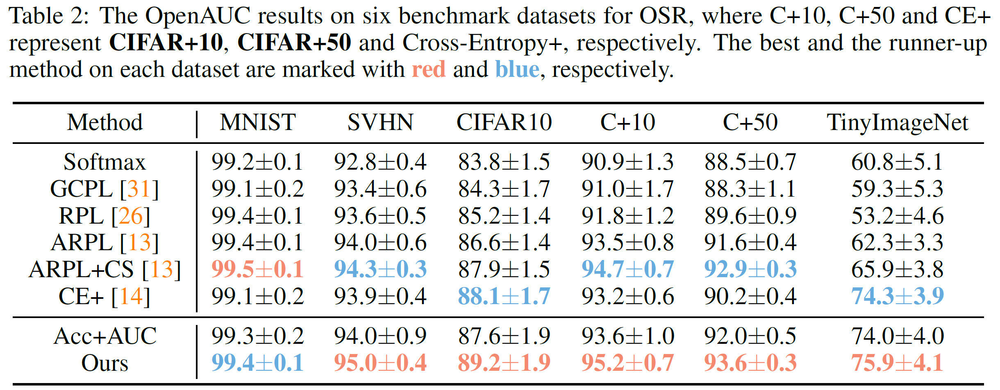 Table 2: The OpenAUC results on six benchmark datasets for OSR, where C+10, C+50 and CE+
represent CIFAR+10, CIFAR+50 and Cross-Entropy+, respectively. The best and the runner-up
method on each dataset are marked with red and blue, respectively.
Method MNIST SVHN CIFAR10 C+10 C+50 TinyImageNet
Softmax 99.2±0.1 92.8±0.4 83.8±1.5 90.9±1.3 88.5±0.7 60.8±5.1
GCPL [31] 99.1±0.2 93.4±0.6 84.3±1.7 91.0±1.7 88.3±1.1 59.3±5.3
RPL [26] 99.4±0.1 93.6±0.5 85.2±1.4 91.8±1.2 89.6±0.9 53.2±4.6
ARPL [13] 99.4±0.1 94.0±0.6 86.6±1.4 93.5±0.8 91.6±0.4 62.3±3.3
ARPL+CS [13] 99.5±0.1 94.3±0.3 87.9±1.5 94.7±0.7 92.9±0.3 65.9±3.8
CE+ [14] 99.1±0.2 93.9±0.4 88.1±1.7 93.2±0.6 90.2±0.4 74.3±3.9
Acc+AUC 99.3±0.2 94.0±0.9 87.6±1.9 93.6±1.0 92.0±0.5 74.0±4.0
Ours 99.4±0.1 95.0±0.4 89.2±1.9 95.2±0.7 93.6±0.3 75.9±4.1